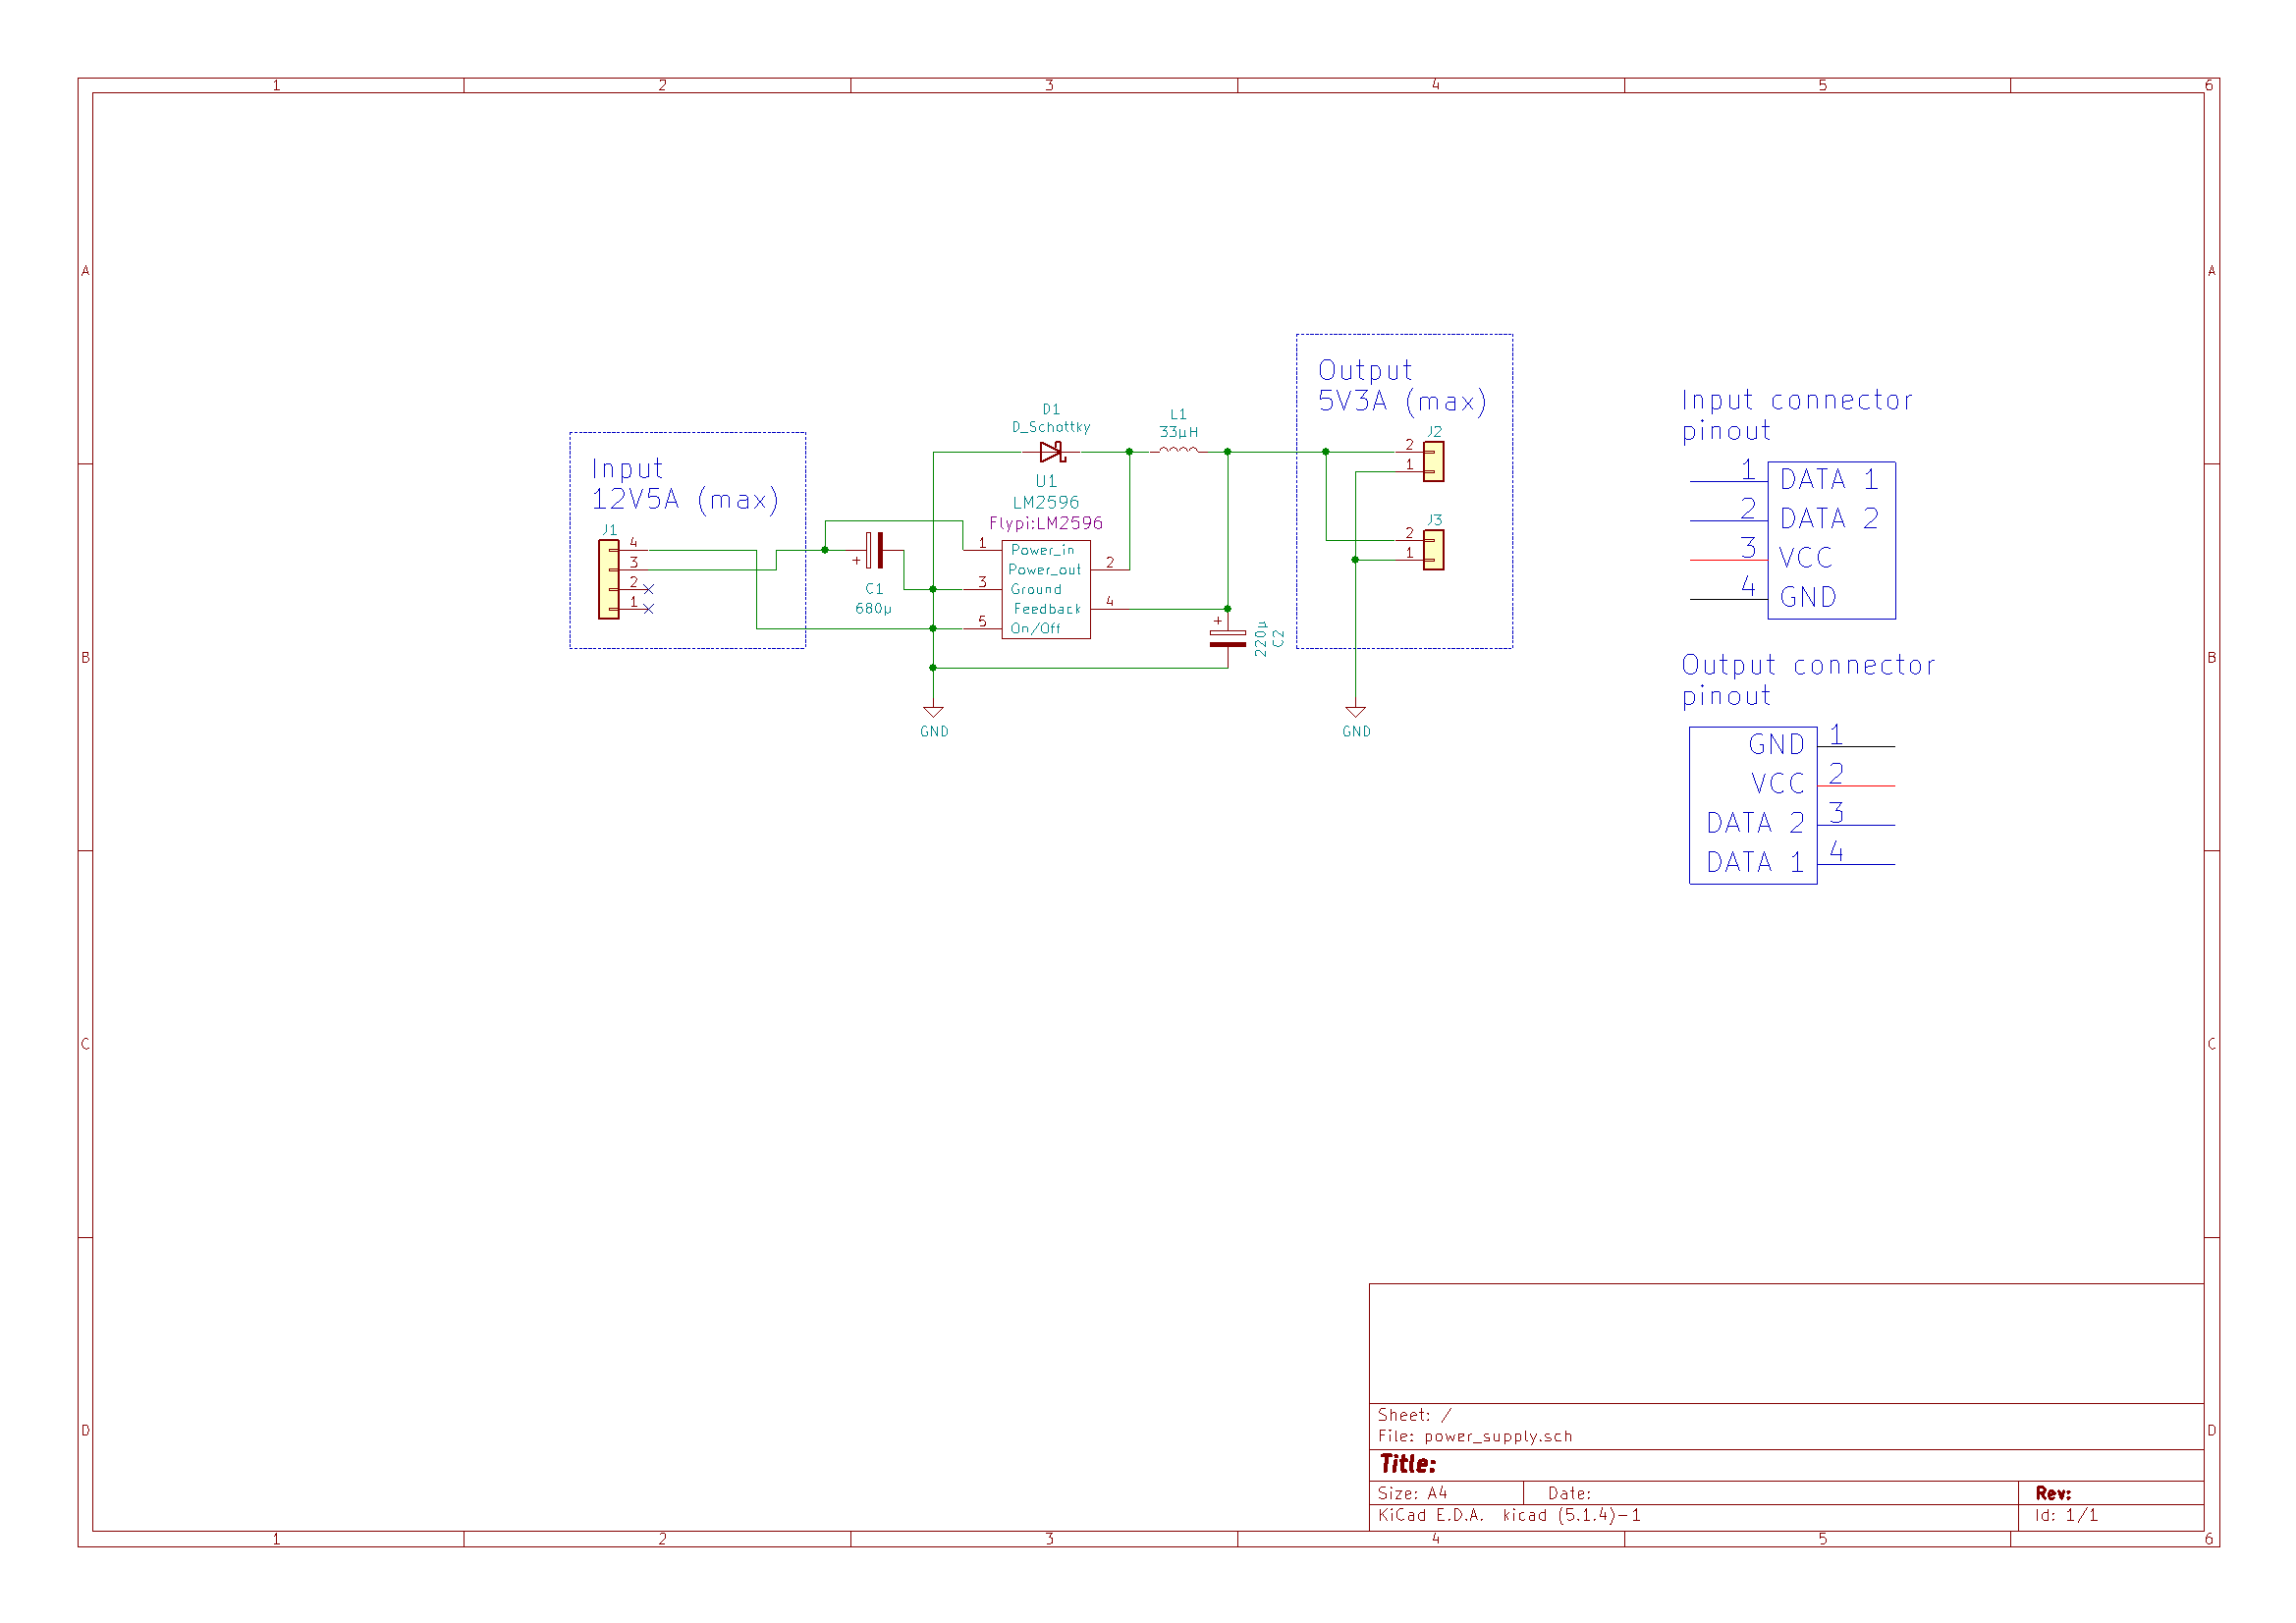 1 2 3 4 5 6
A A
Output
5V3A (max)
Input connector
pinout
D1
D_Schottky
L1
33µH
J2
2
1
Input
12V5A (max)
U1
LM2596
Flypi:LM2596
1 DATA 1
2 DATA 2
3 VCC
4 GND
J1
4
3
2
1
+
C1
680µ
1 Power_in
Power_out 2
3 Ground
Feedback 4
5 On/Off
J3
2
1
+
220µ
C2
B B
Output connector
pinout
GND
GND
GND 1
VCC 2
DATA 2 3
DATA 1 4
C C
Sheet: /
File: power_supply.sch
D D
Title:
Size: A4 Date: Rev:
KiCad E.D.A. kicad (5.1.4)-1 Id: 1/1
1 2 3 4 5 6